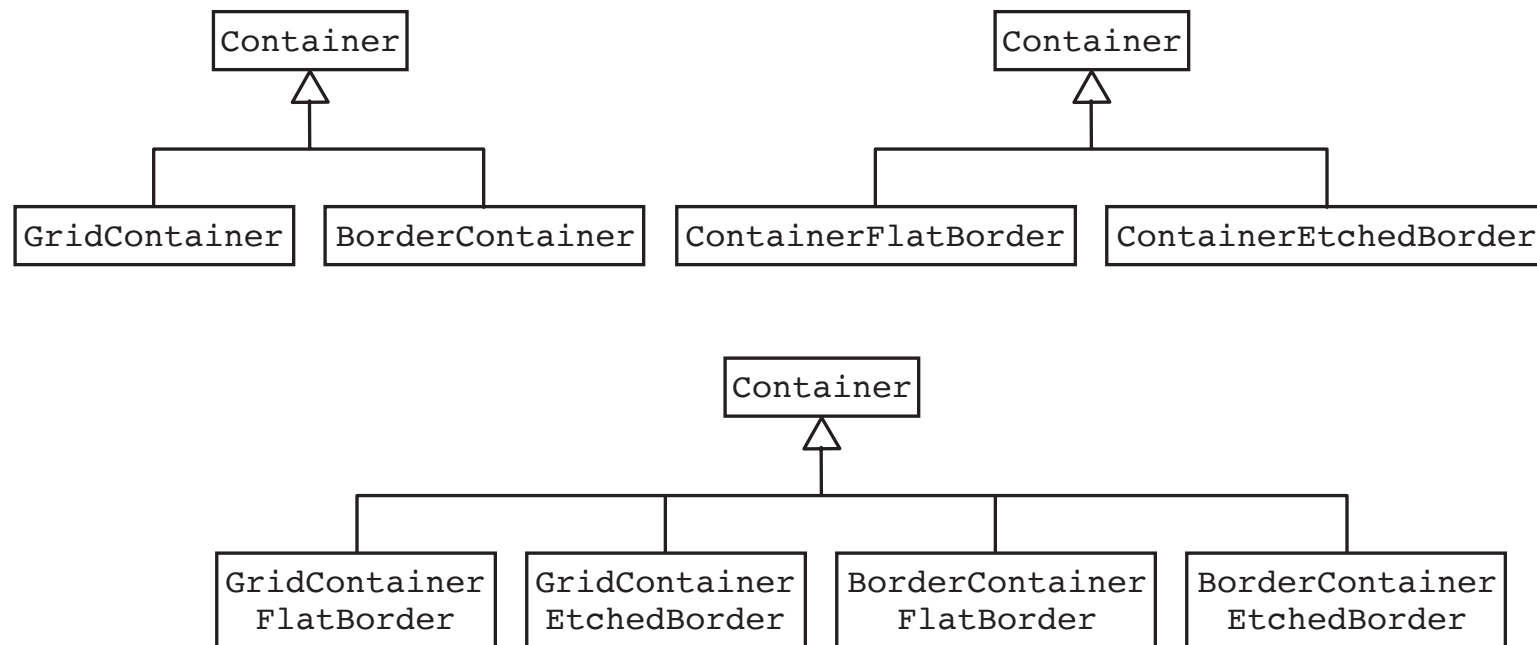 Container
Container
GridContainer
BorderContainer
ContainerFlatBorder
ContainerEtchedBorder
Container
GridContainer
FlatBorder
GridContainer
EtchedBorder
BorderContainer
FlatBorder
BorderContainer
EtchedBorder